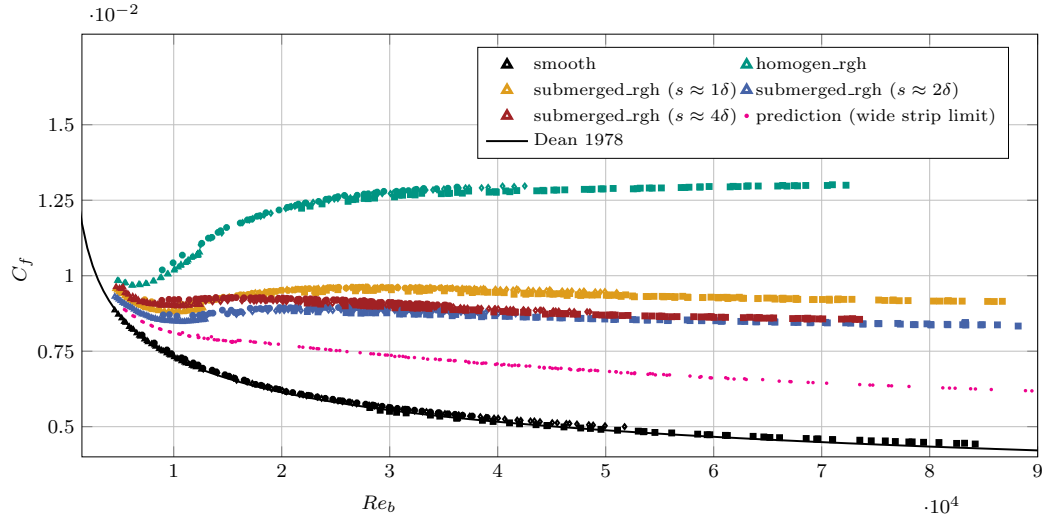 ·10⁻²
smooth
homogen_rgh
submerged_rgh (s ≈ 1δ)
submerged_rgh (s ≈ 2δ)
submerged_rgh (s ≈ 4δ)
prediction (wide strip limit)
Dean 1978
1.5
1.25
1
0.75
0.5
C_f
1 2 3 4 5 6 7 8 9
Re_b
·10⁴